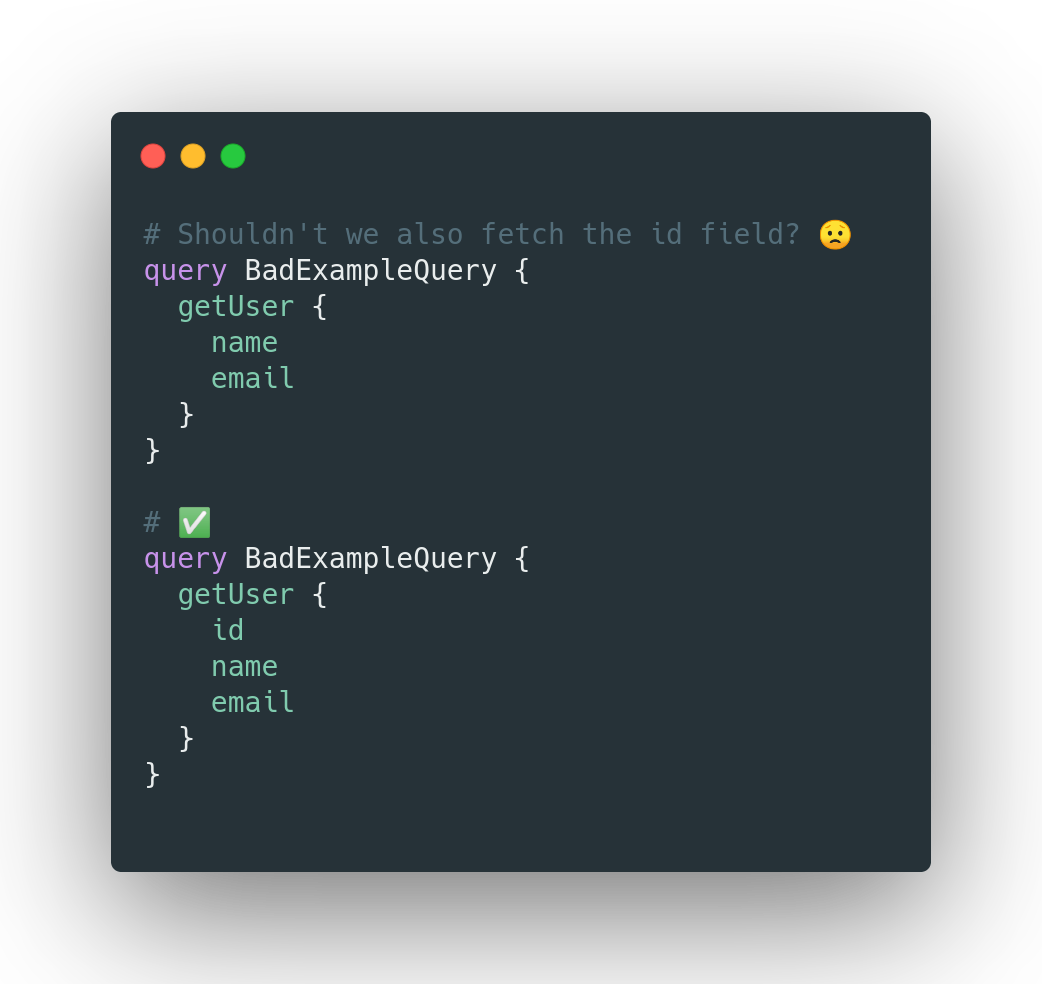 # Shouldn't we also fetch the id field? 😟
query BadExampleQuery {
  getUser {
    name
    email
  }
}

# ✅
query BadExampleQuery {
  getUser {
    id
    name
    email
  }
}